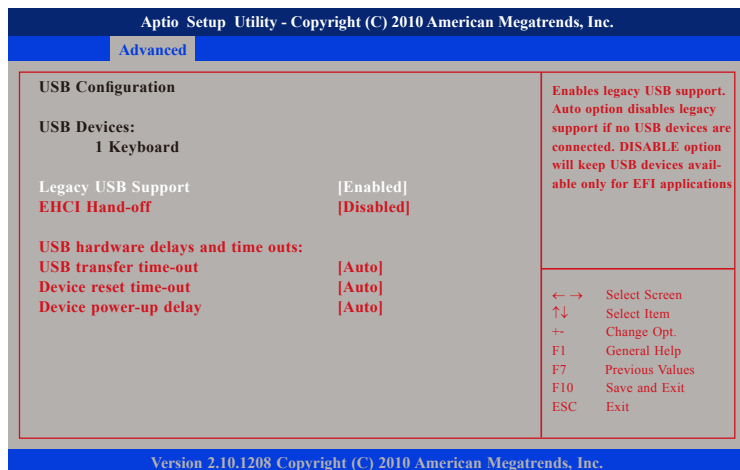 Aptio Setup Utility - Copyright (C) 2010 American Megatrends, Inc.
Advanced
USB Configuration
USB Devices:
1 Keyboard
Legacy USB Support [Enabled]
EHCI Hand-off [Disabled]
USB hardware delays and time outs:
USB transfer time-out [Auto]
Device reset time-out [Auto]
Device power-up delay [Auto]
Enables legacy USB support.
Auto option disables legacy
support if no USB devices are
connected. DISABLE option
will keep USB devices avail-
able only for EFI applications
← → Select Screen
↑↓ Select Item
+- Change Opt.
F1 General Help
F7 Previous Values
F10 Save and Exit
ESC Exit
Version 2.10.1208 Copyright (C) 2010 American Megatrends, Inc.